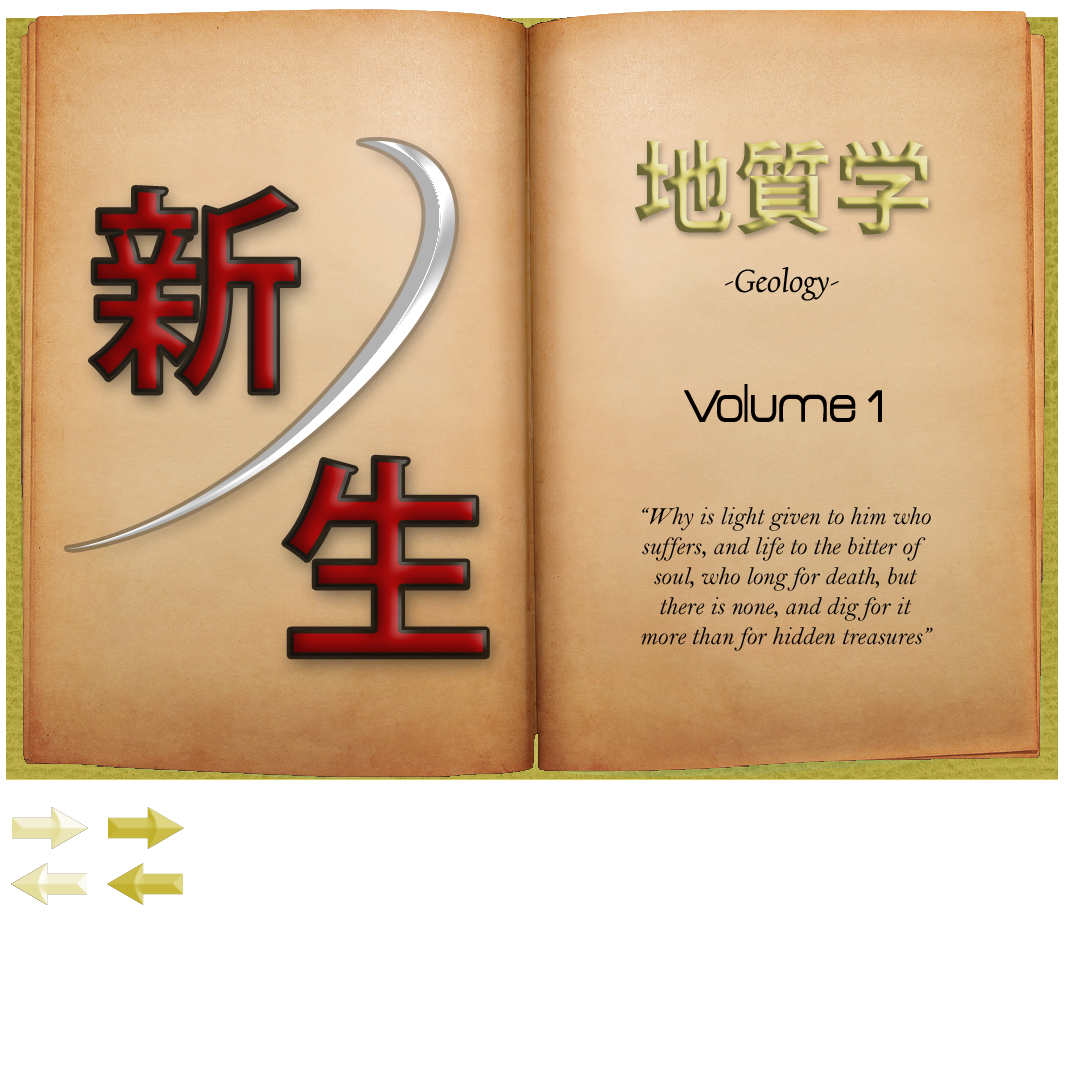 新
生
地質学
-Geology-
Volume 1
“Why is light given to him who
suffers, and life to the bitter of
soul, who long for death, but
there is none, and dig for it
more than for hidden treasures”